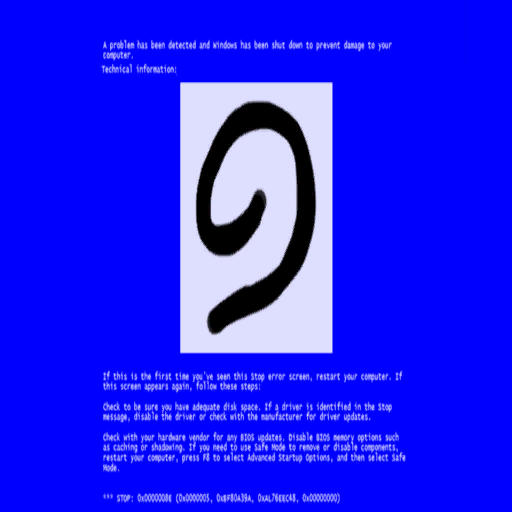 A problem has been detected and Windows has been shut down to prevent damage to your
computer.
Technical information:
If this is the first time you've seen this Stop error screen, restart your computer. If
this screen appears again, follow these steps:
Check to be sure you have adequate disk space. If a driver is identified in the Stop
message, disable the driver or check with the manufacturer for driver updates.
Check with your hardware vendor for any BIOS updates. Disable BIOS memory options such
as caching or shadowing. If you need to use Safe Mode to remove or disable components,
restart your computer, press F8 to select Advanced Startup Options, and then select Safe
Mode.
*** STOP: 0x0000008E (0x0000005, 0xBF80A39A, 0xAL76EEC48, 0x00000000)